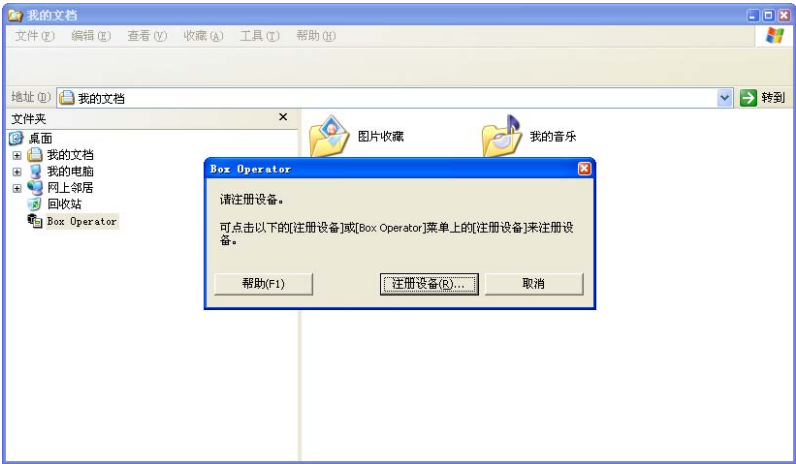 我的文档
文件(F) 编辑(E) 查看(V) 收藏(A) 工具(T) 帮助(H)
地址(D) 我的文档 转到
文件夹 ×
桌面
我的文档
我的电脑
网上邻居
回收站
Box Operator
图片收藏 我的音乐
Box Operator
请注册设备。
可点击以下的[注册设备]或[Box Operator]菜单上的[注册设备]来注册设
备。
帮助(F1) 注册设备(R)... 取消